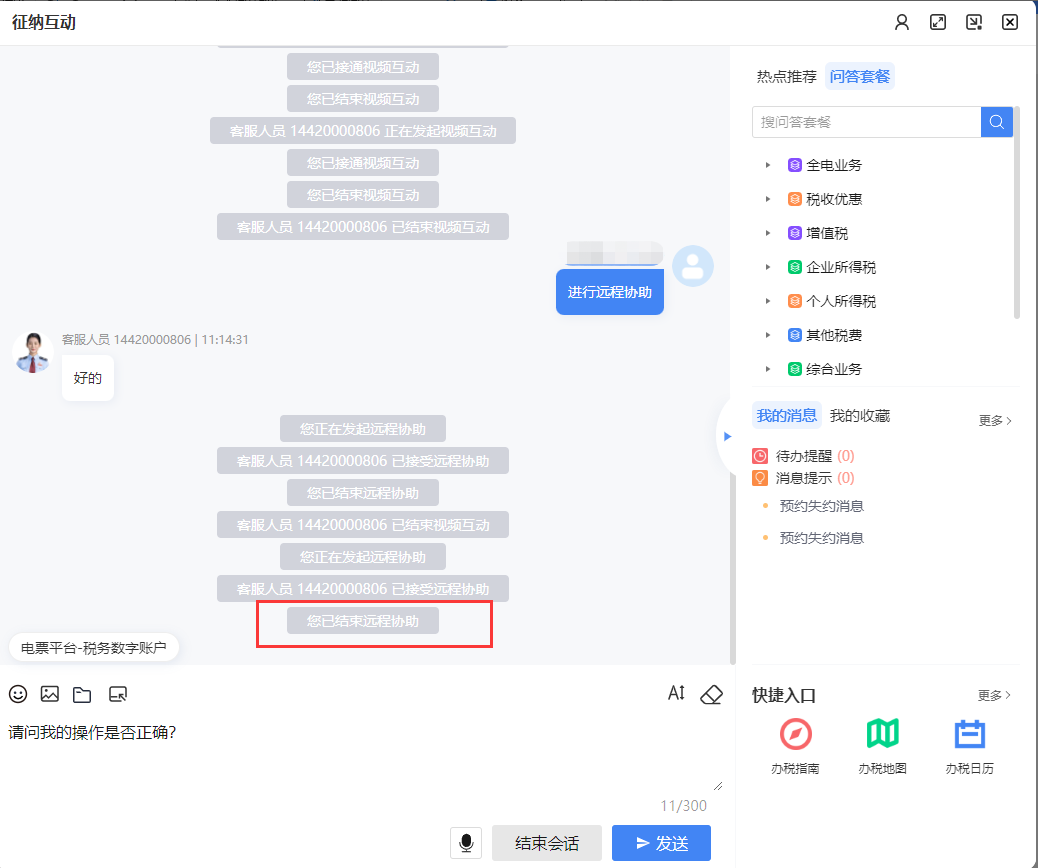 征纳互动
您已接通视频互动
您已结束视频互动
客服人员 14420000806 正在发起视频互动
您已接通视频互动
您已结束视频互动
客服人员 14420000806 已结束视频互动
进行远程协助
客服人员 14420000806 | 11:14:31
好的
您正在发起远程协助
客服人员 14420000806 已接受远程协助
您已结束远程协助
客服人员 14420000806 已结束视频互动
您正在发起远程协助
客服人员 14420000806 已接受远程协助
您已结束远程协助
电票平台-税务数字账户
请问我的操作是否正确?
11/300
结束会话
发送
热点推荐 问答套餐
搜问答套餐
全电业务
税收优惠
增值税
企业所得税
个人所得税
其他税费
综合业务
我的消息 我的收藏 更多
待办提醒 (0)
消息提示 (0)
预约失约消息
预约失约消息
快捷入口 更多
办税指南 办税地图 办税日历